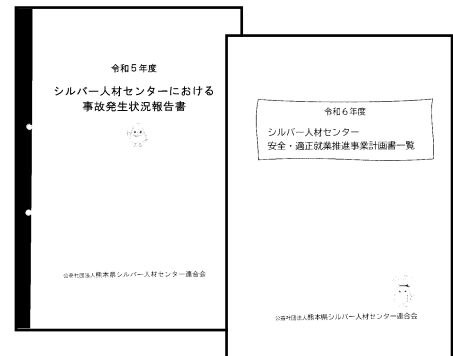 令和5年度
シルバー人材センターにおける
事故発生状況報告書
公益社団法人熊本県シルバー人材センター連合会
令和6年度
シルバー人材センター
安全・適正就業推進事業計画書一覧
公益社団法人熊本県シルバー人材センター連合会